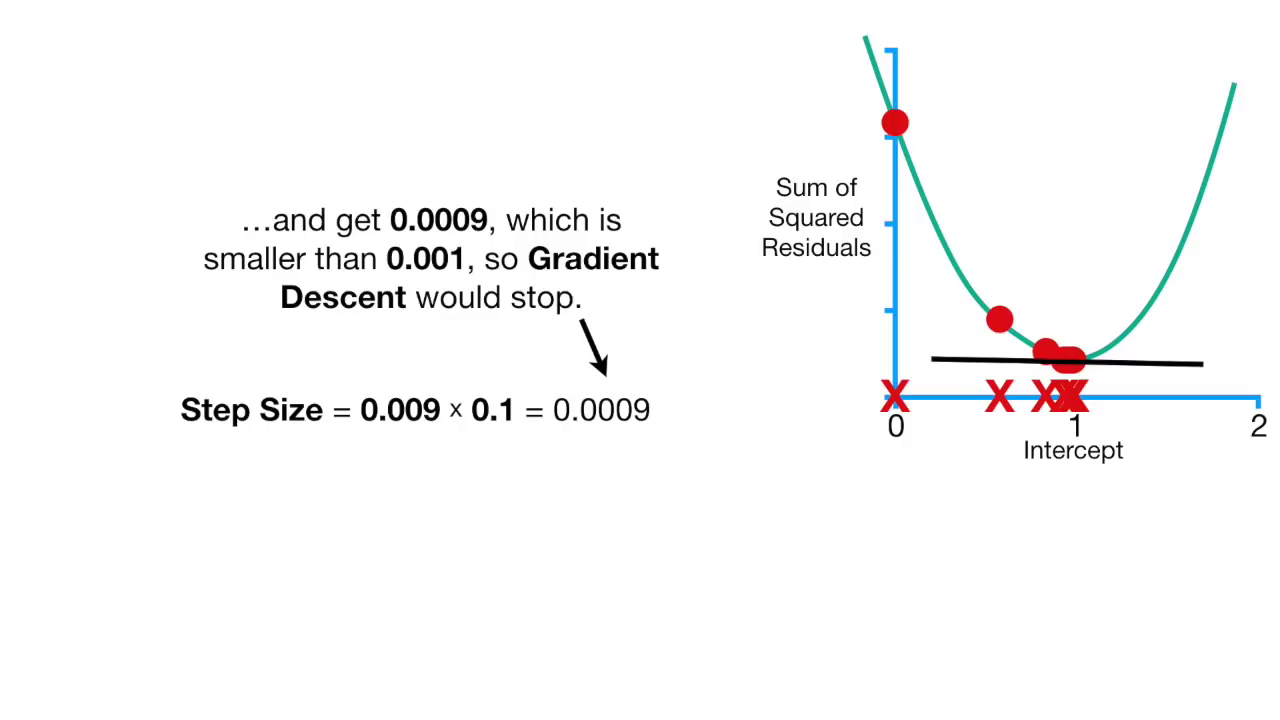 …and get 0.0009, which is
smaller than 0.001, so Gradient
Descent would stop.
Step Size = 0.009 x 0.1 = 0.0009
Sum of
Squared
Residuals
X X X X X X
0 1 2
Intercept